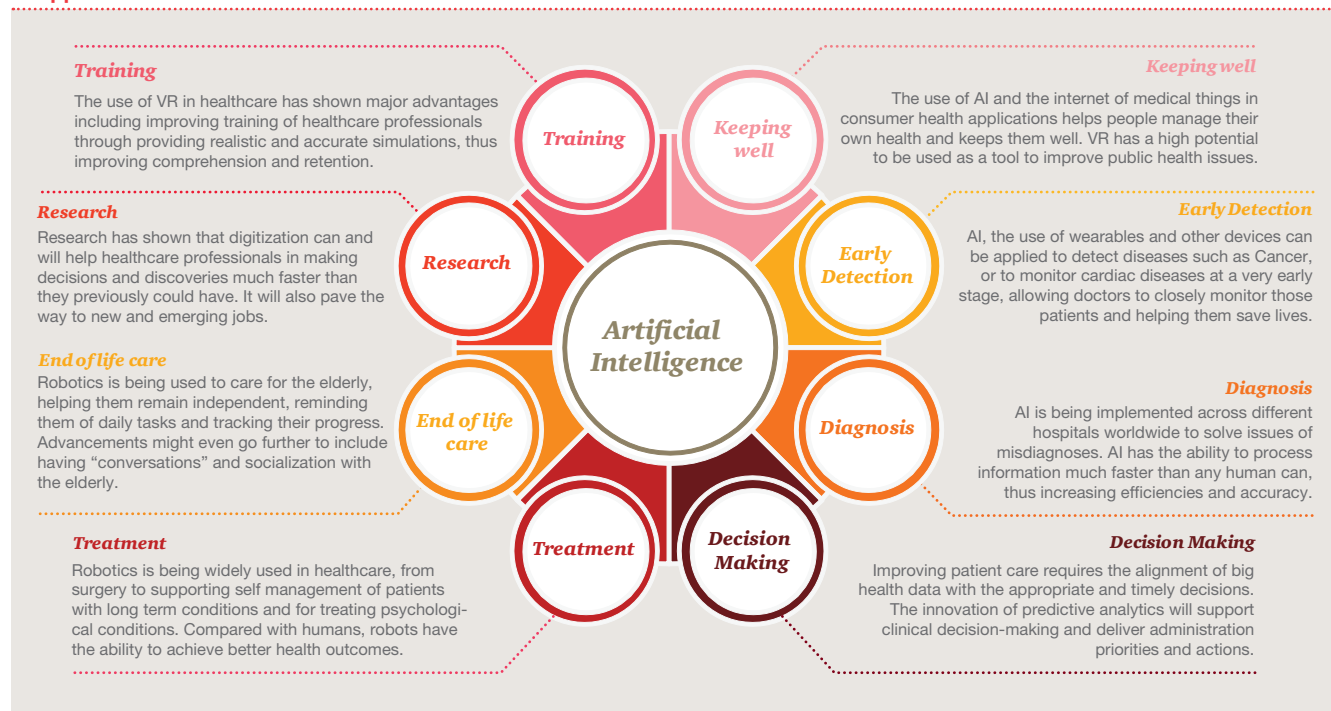 Training
The use of VR in healthcare has shown major advantages
including improving training of healthcare professionals
through providing realistic and accurate simulations, thus
improving comprehension and retention.
Research
Research has shown that digitization can and
will help healthcare professionals in making
decisions and discoveries much faster than
they previously could have. It will also pave the
way to new and emerging jobs.
End of life care
Robotics is being used to care for the elderly,
helping them remain independent, reminding
them of daily tasks and tracking their progress.
Advancements might even go further to include
having “conversations” and socialization with
the elderly.
Treatment
Robotics is being widely used in healthcare, from
surgery to supporting self management of patients
with long term conditions and for treating psychologi-
cal conditions. Compared with humans, robots have
the ability to achieve better health outcomes.
Training
Keeping
well
Research
Early
Detection
Artificial
Intelligence
End of life
care
Diagnosis
Treatment
Decision
Making
Keeping well
The use of AI and the internet of medical things in
consumer health applications helps people manage their
own health and keeps them well. VR has a high potential
to be used as a tool to improve public health issues.
Early Detection
AI, the use of wearables and other devices can
be applied to detect diseases such as Cancer,
or to monitor cardiac diseases at a very early
stage, allowing doctors to closely monitor those
patients and helping them save lives.
Diagnosis
AI is being implemented across different
hospitals worldwide to solve issues of
misdiagnoses. AI has the ability to process
information much faster than any human can,
thus increasing efficiencies and accuracy.
Decision Making
Improving patient care requires the alignment of big
health data with the appropriate and timely decisions.
The innovation of predictive analytics will support
clinical decision-making and deliver administration
priorities and actions.